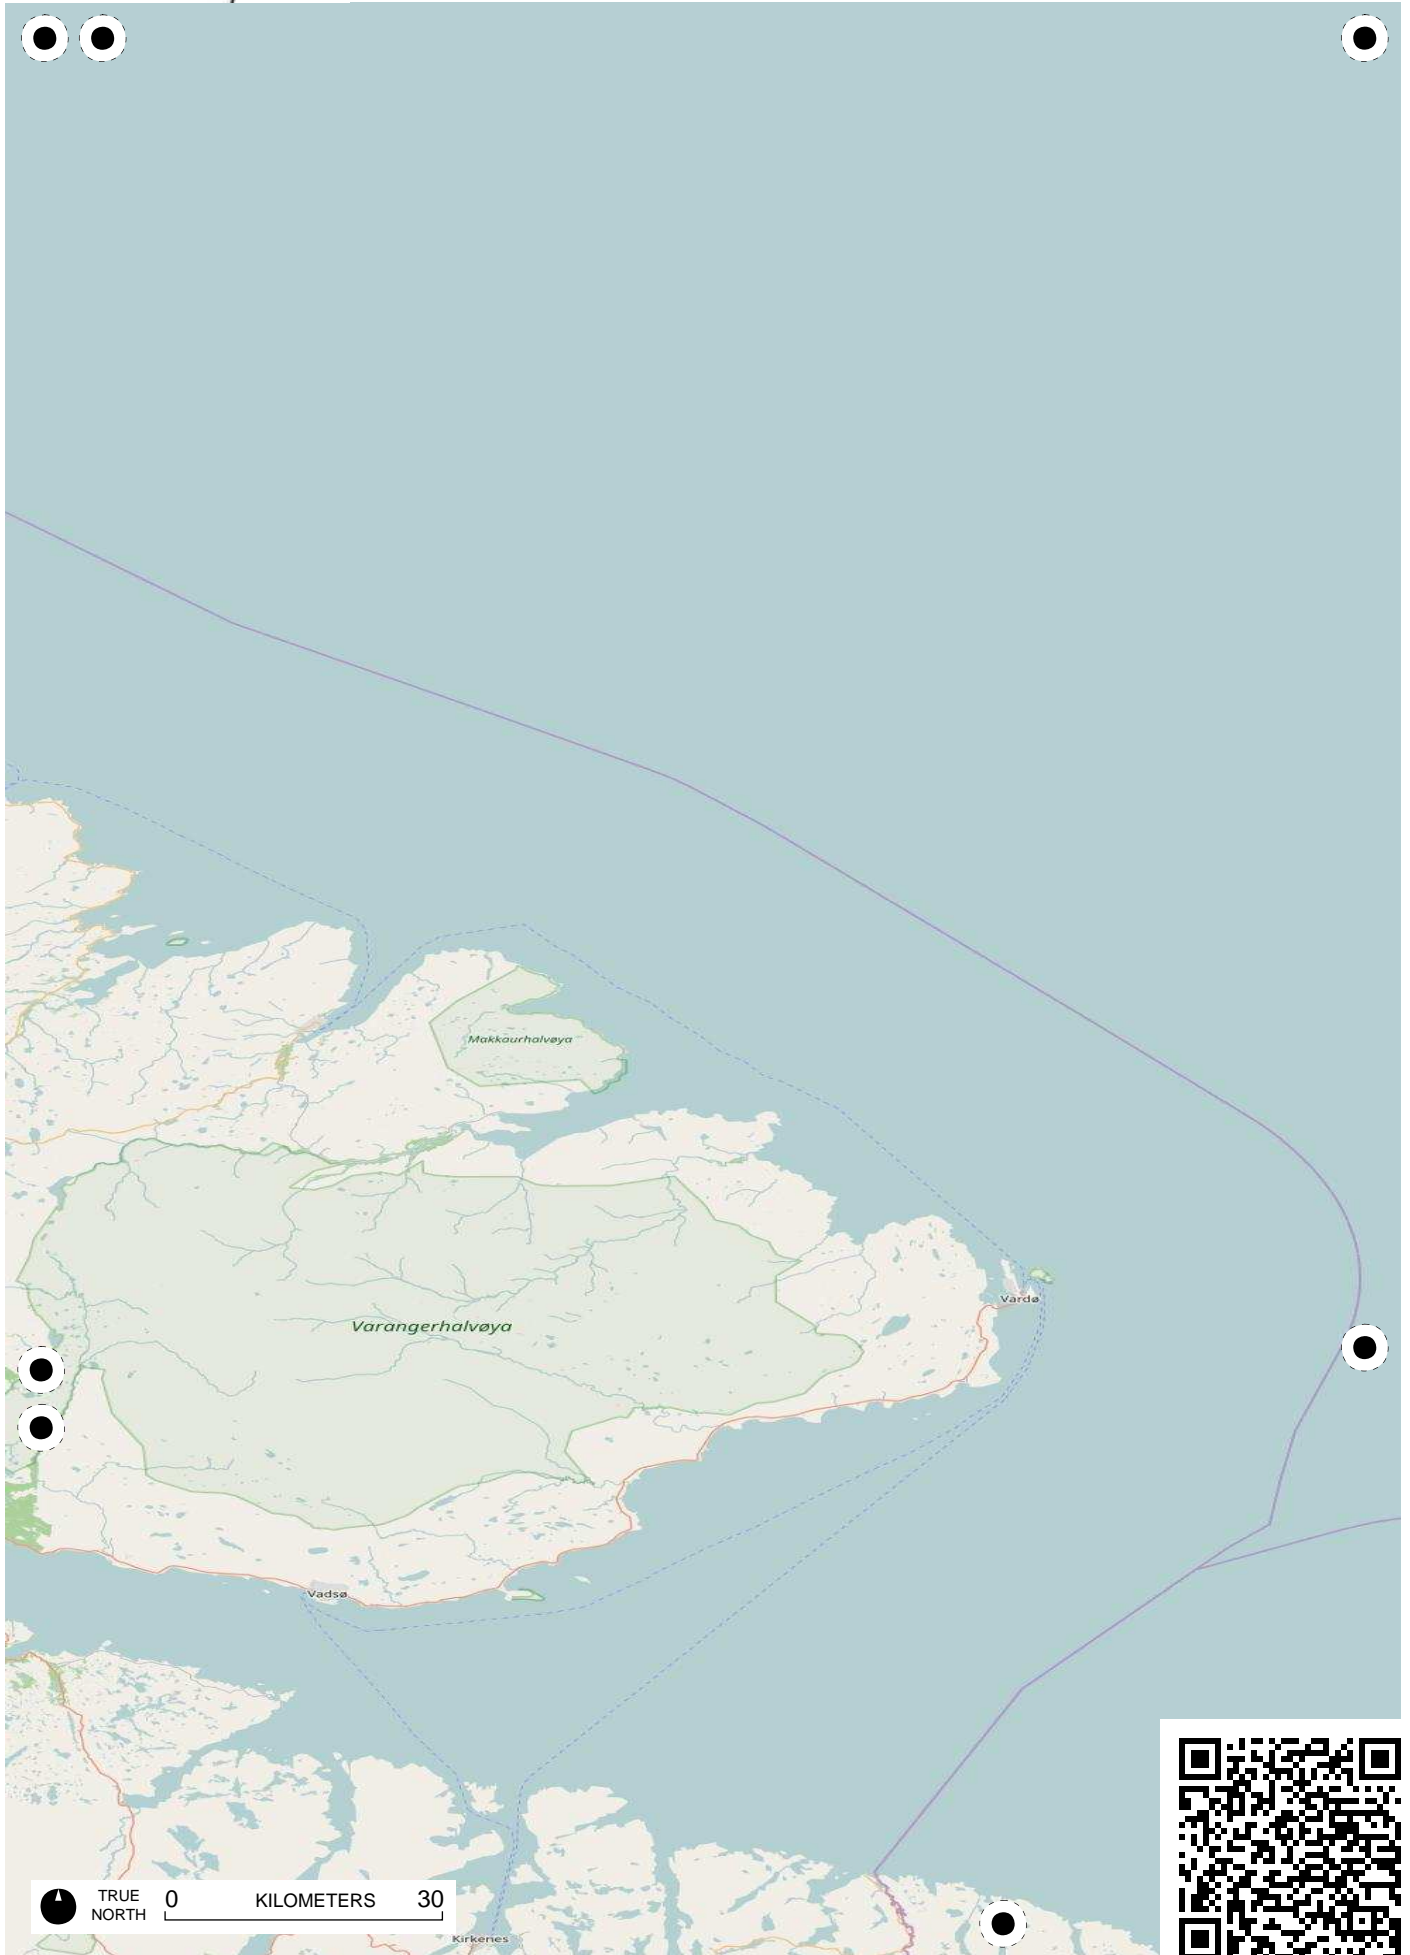 Makkaurhalvøya
Vardø
Varangerhalvøya
Vadsø
TRUE
NORTH
0 KILOMETERS 30
Kirkenes